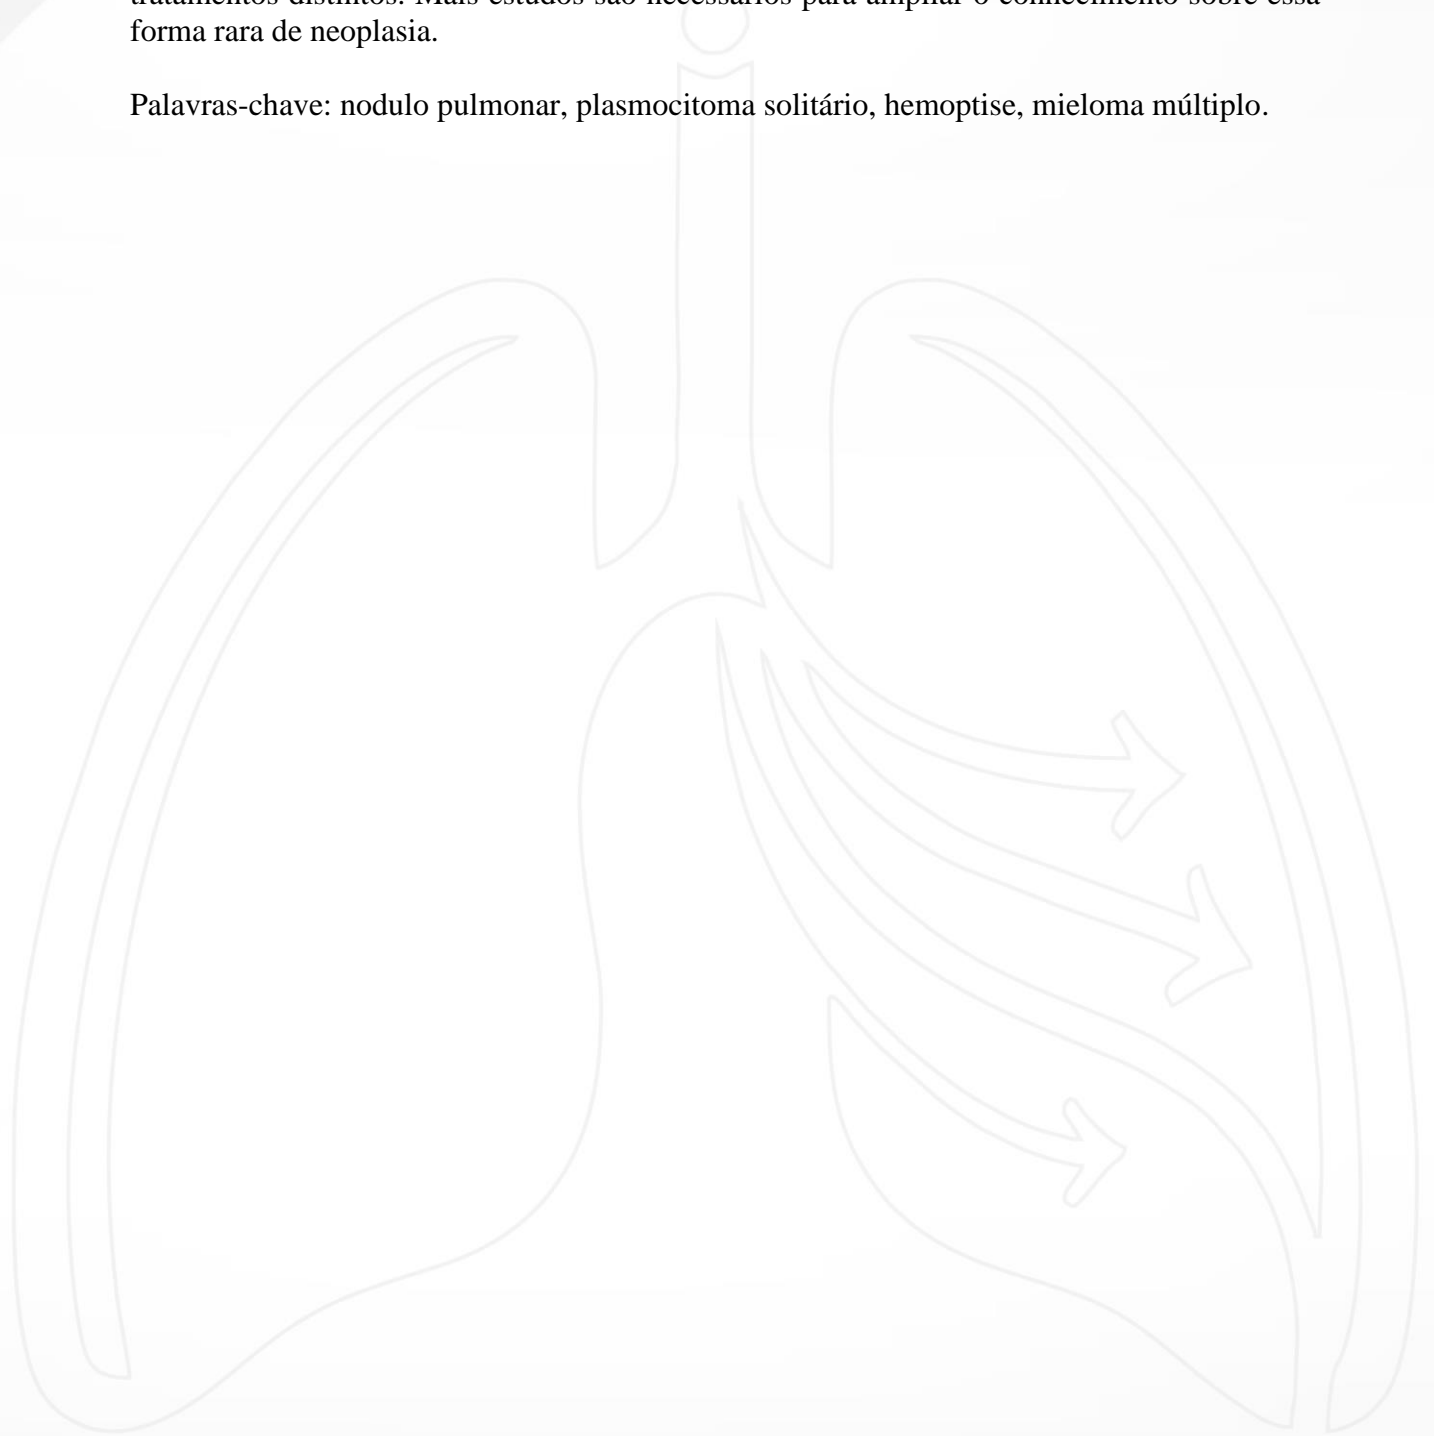 tratamentos distintos. Mais estudos são necessários para ampliar o conhecimento sobre essa
forma rara de neoplasia.
Palavras-chave: nodulo pulmonar, plasmocitoma solitário, hemoptise, mieloma múltiplo.